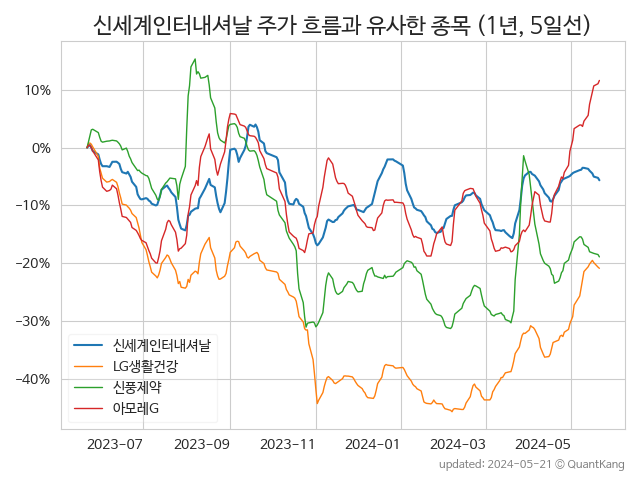 신세계인터내셔날 주가 흐름과 유사한 종목 (1년, 5일선)
10%
0%
−10%
−20%
−30%
−40%
신세계인터내셔날
LG생활건강
신풍제약
아모레G
2023-07
2023-09
2023-11
2024-01
2024-03
2024-05
updated: 2024-05-21 © QuantKang